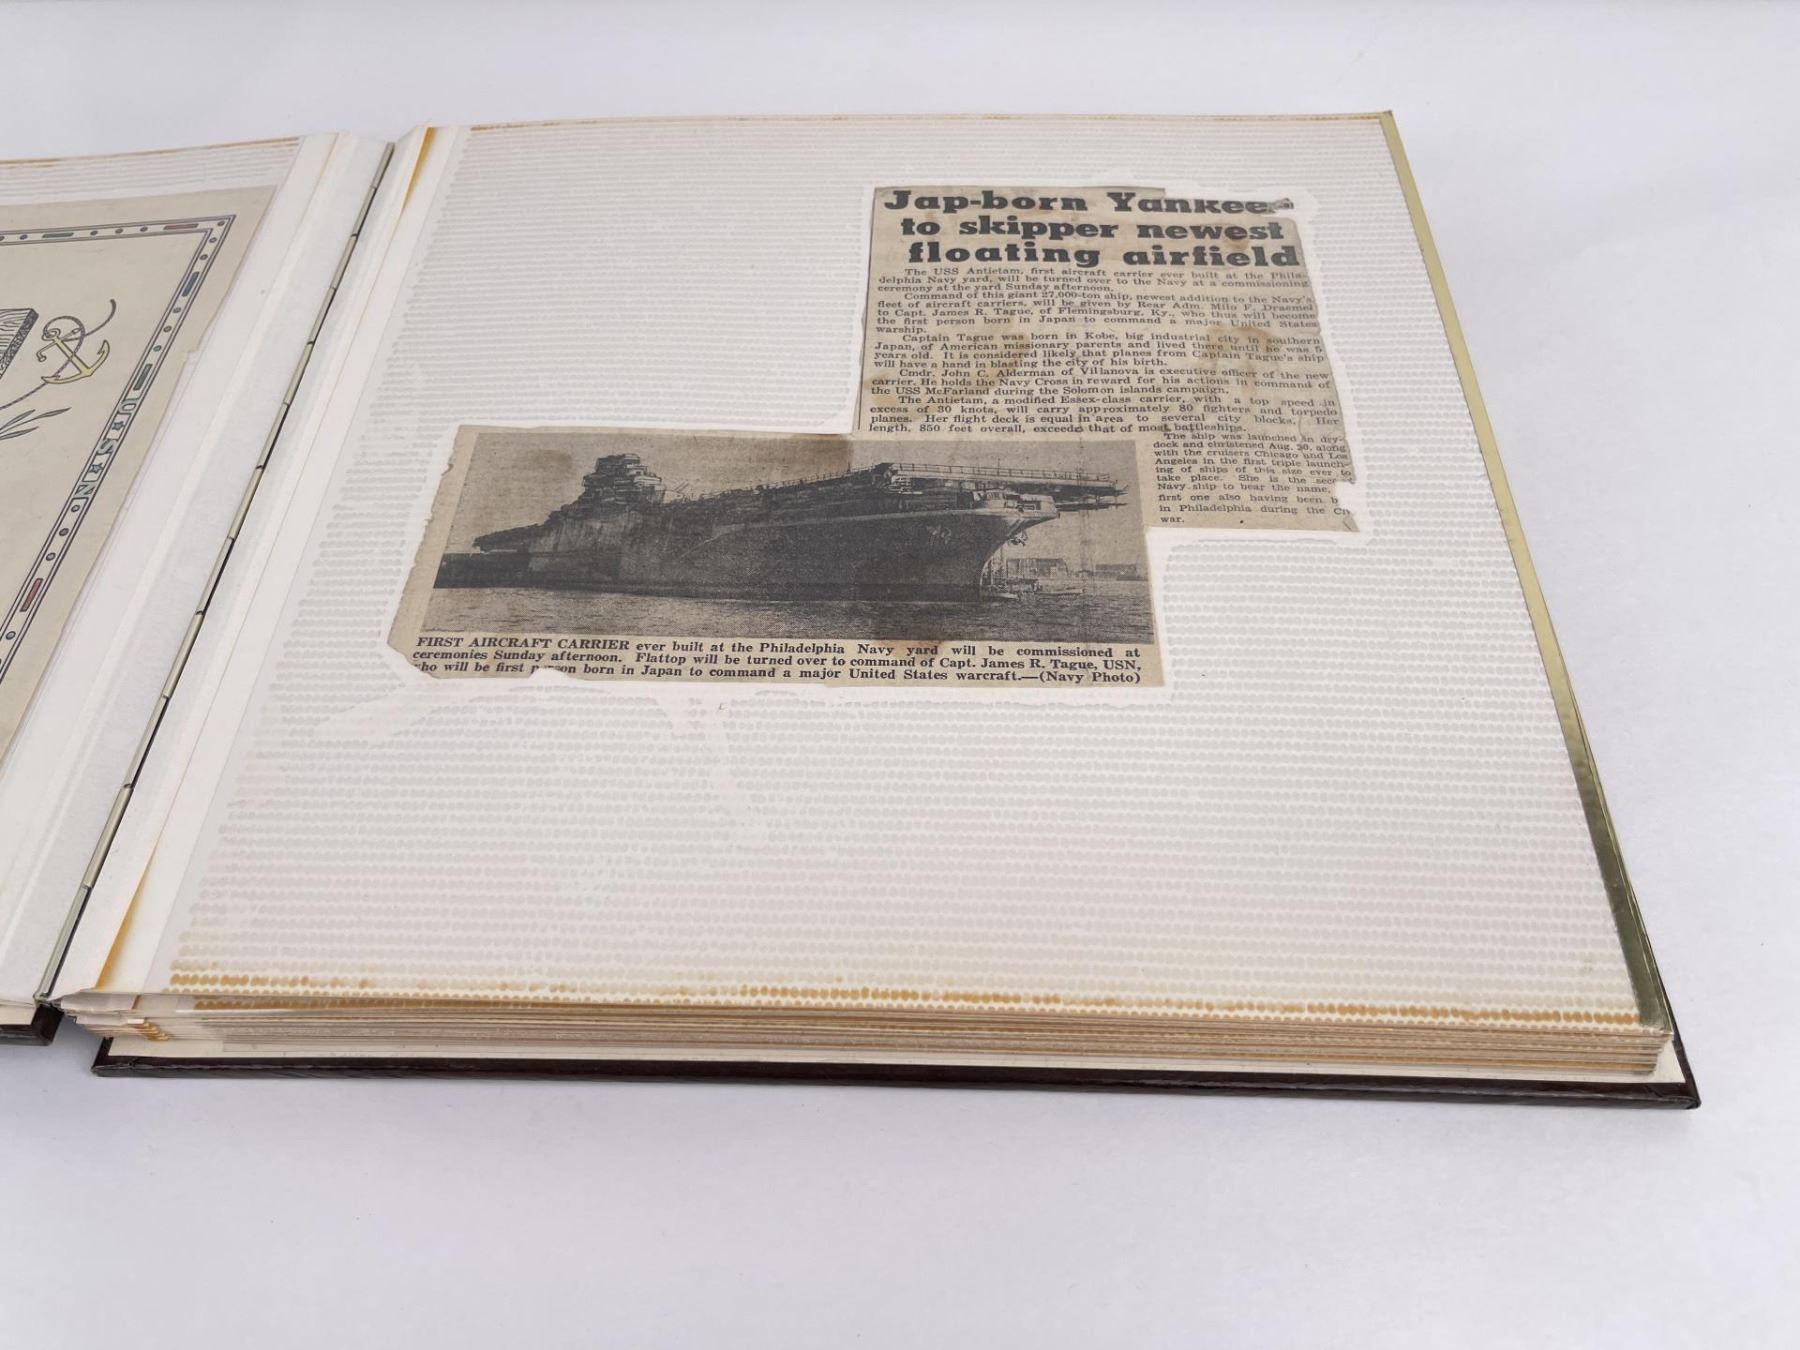 Jap-born Yankee
to skipper newest
floating airfield
The USS Antietam, first aircraft carrier ever built at the Phila-
delphia Navy yard, will be turned over to the Navy at a commissioning
ceremony at the yard Sunday afternoon.
Command of this giant 27,000-ton ship, newest addition to the Navy's
fleet of aircraft carriers, will be given by Rear Adm. Milo F. Draemel
to Capt. James R. Tague, of Flemingsburg, Ky., who thus will become
the first person born in Japan to command a major United States
warship.
Captain Tague was born in Kobe, big industrial city in southern
Japan, of American missionary parents and lived there until he was 5
years old. It is considered likely that planes from Captain Tague's ship
will have a hand in blasting the city of his birth.
Cmdr. John C. Alderman of Villanova is executive officer of the new
carrier. He holds the Navy Cross in reward for his actions in command of
the USS McFarland during the Solomon islands campaign.
The Antietam, a modified Essex-class carrier, with a top speed in
excess of 30 knots, will carry approximately 80 fighters and torpedo
planes. Her flight deck is equal in area to several city blocks. Her
length, 850 feet overall, exceeds that of most battleships.
The ship was launched in dry-
dock and christened Aug. 20, along
with the cruisers Chicago and Los
Angeles in the first triple launch-
ing of ships of this size ever to
take place. She is the sec
Navy ship to bear the name,
first one also having been b
in Philadelphia during the Ci
war.
FIRST AIRCRAFT CARRIER ever built at the Philadelphia Navy yard will be commissioned at
ceremonies Sunday afternoon. Flattop will be turned over to command of Capt. James R. Tague, USN,
who will be first person born in Japan to command a major United States warcraft.—(Navy Photo)